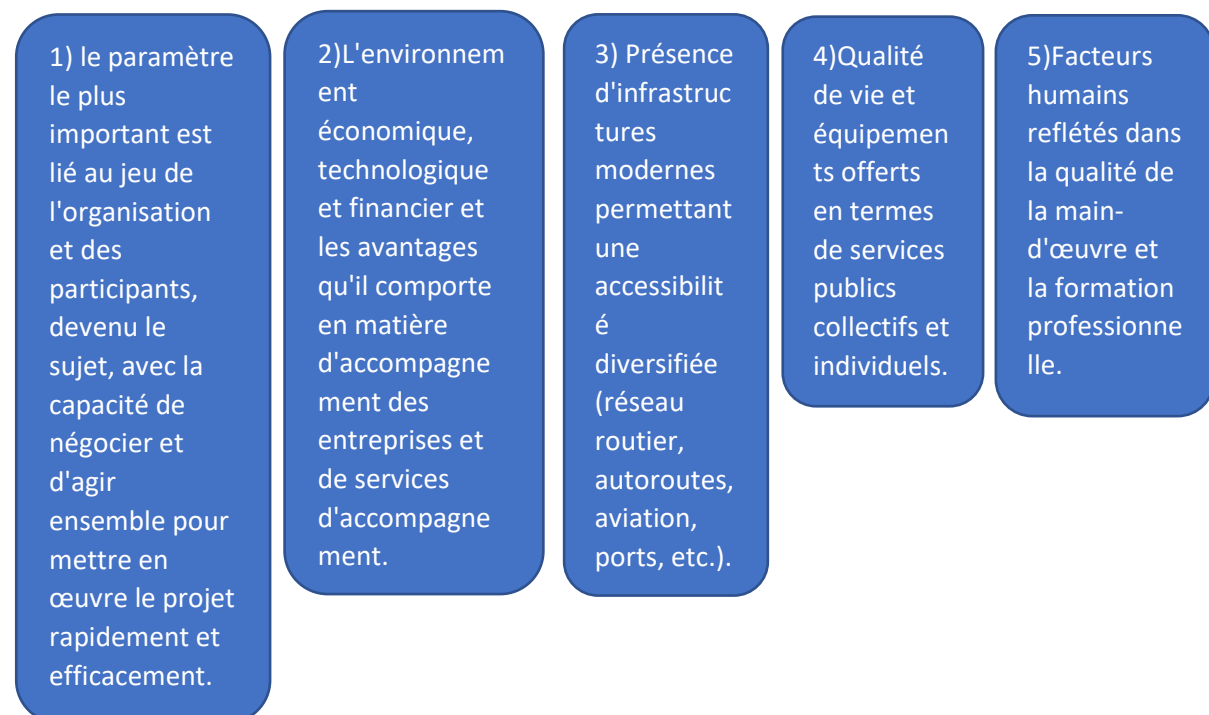 1) le paramètre
le plus
important est
lié au jeu de
l'organisation
et des
participants,
devenu le
sujet, avec la
capacité de
négocier et
d'agir
ensemble pour
mettre en
œuvre le projet
rapidement et
efficacement.
2)L'environnem
ent
économique,
technologique
et financier et
les avantages
qu'il comporte
en matière
d'accompagne
ment des
entreprises et
de services
d'accompagne
ment.
3) Présence
d'infrastruc
tures
modernes
permettant
une
accessibilit
é
diversifiée
(réseau
routier,
autoroutes,
aviation,
ports, etc.).
4)Qualité
de vie et
équipemen
ts offerts
en termes
de services
publics
collectifs et
individuels.
5)Facteurs
humains
reflétés dans
la qualité de
la main-
d'œuvre et
la formation
professionne
lle.